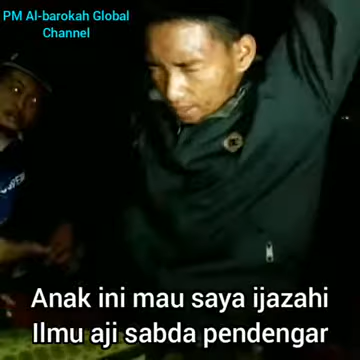 PM Al-barokah Global
Channel
Anak ini mau saya ijazahi
Ilmu aji sabda pendengar